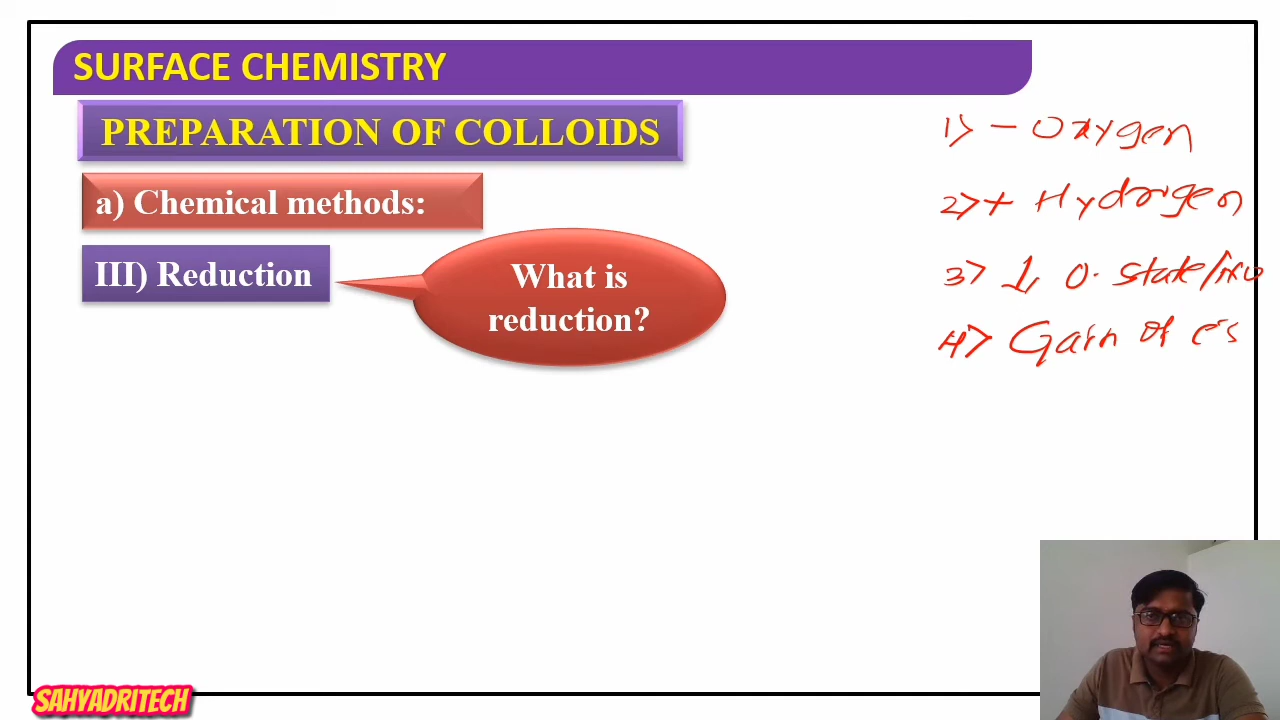 SURFACE CHEMISTRY
PREPARATION OF COLLOIDS
a) Chemical methods:
III) Reduction
What is
reduction?
1> - Oxygen
2> + Hydrogen
3> ↓ O. state/
4> Gain of e⁻s
SAHYADRITECH